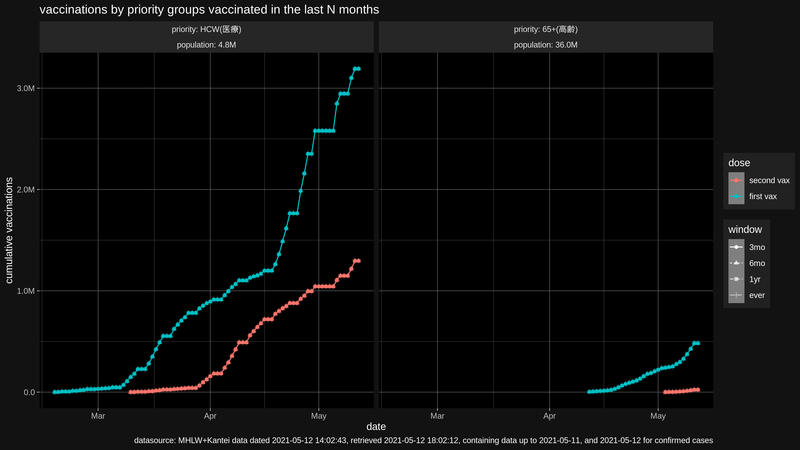 vaccinations by priority groups vaccinated in the last N months
priority: HCW(医療)
population: 4.8M
priority: 65+(高齢)
population: 36.0M
cumulative vaccinations
3.0M
2.0M
1.0M
0.0
Mar
Apr
May
Mar
Apr
May
date
dose
second vax
first vax
window
3mo
6mo
1yr
ever
datasource: MHLW+Kantei data dated 2021-05-12 14:02:43, retrieved 2021-05-12 18:02:12, containing data up to 2021-05-11, and 2021-05-12 for confirmed cases